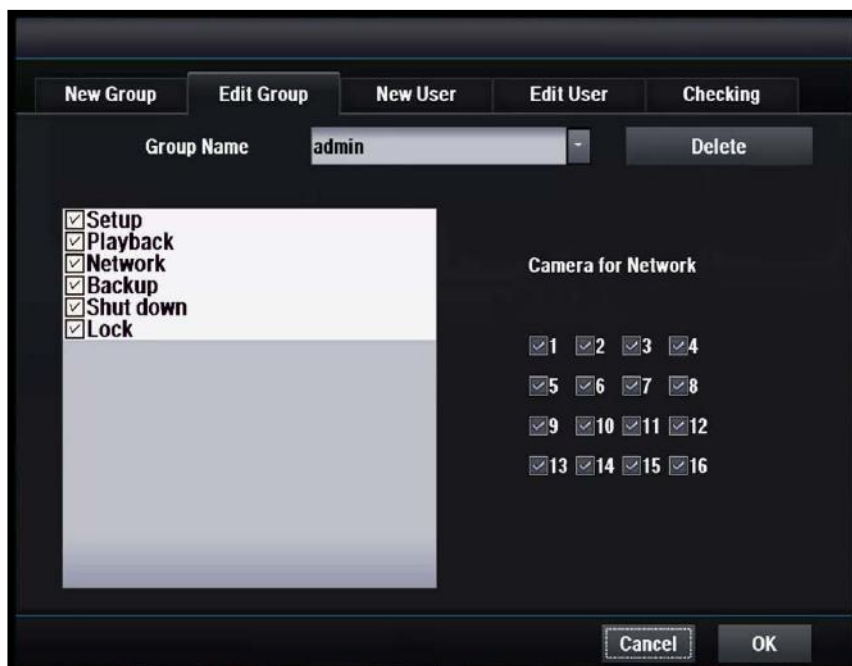 New Group Edit Group New User Edit User Checking
Group Name admin Delete
Setup
Playback
Network
Backup
Shut down
Lock
Camera for Network
1 2 3 4
5 6 7 8
9 10 11 12
13 14 15 16
Cancel OK